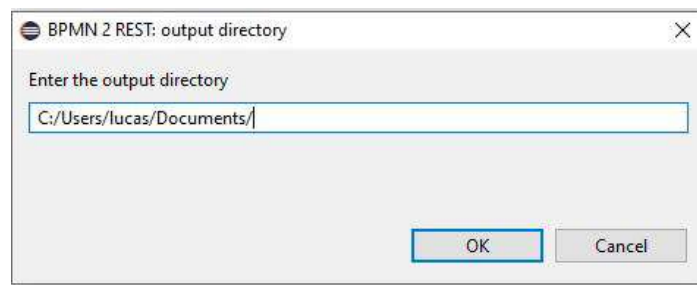 BPMN 2 REST: output directory
Enter the output directory
C:/Users/lucas/Documents/
OK Cancel